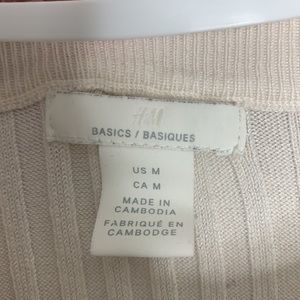 H&M
BASICS / BASIQUES
US M
CA M
MADE IN
CAMBODIA
FABRIQUÉ EN
CAMBODGE